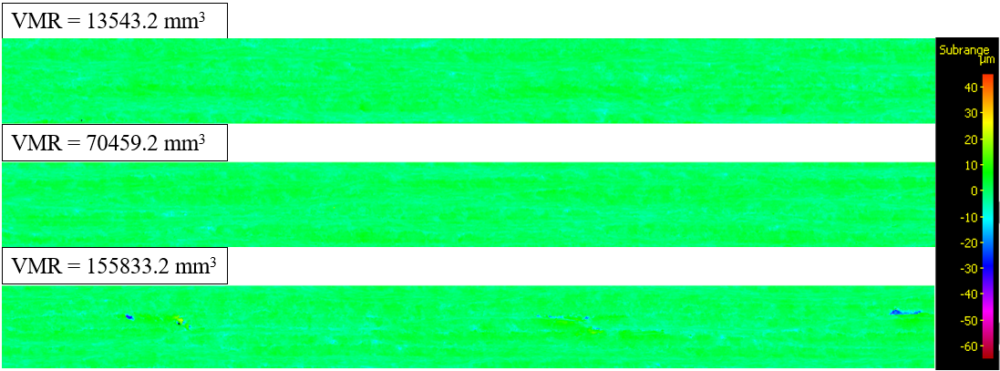 VMR = 13543.2 mm³
Subrange
μm
40
30
20
10
0
-10
-20
-30
-40
-50
-60
VMR = 70459.2 mm³
VMR = 155833.2 mm³